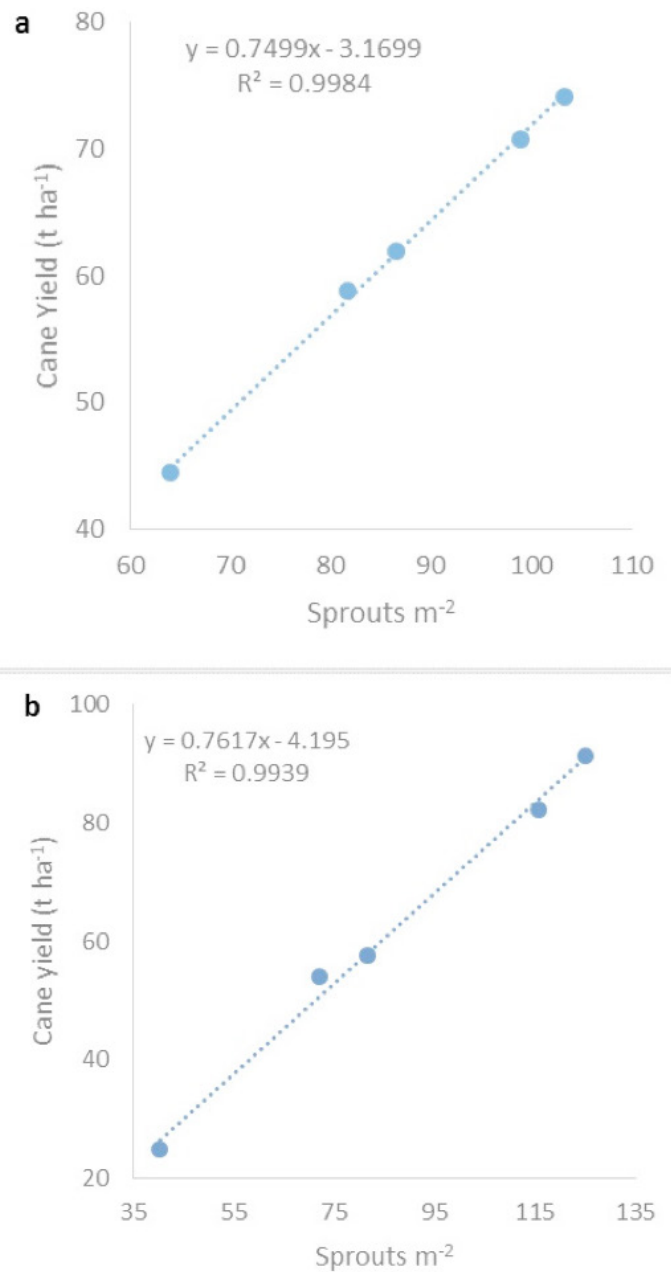 a
80
y = 0.7499x - 3.1699
R² = 0.9984
70
60
50
40
Cane Yield (t ha⁻¹)
60 70 80 90 100 110
Sprouts m⁻²
b
100
y = 0.7617x - 4.195
R² = 0.9939
80
60
40
20
Cane yield (t ha⁻¹)
35 55 75 95 115 135
Sprouts m⁻²